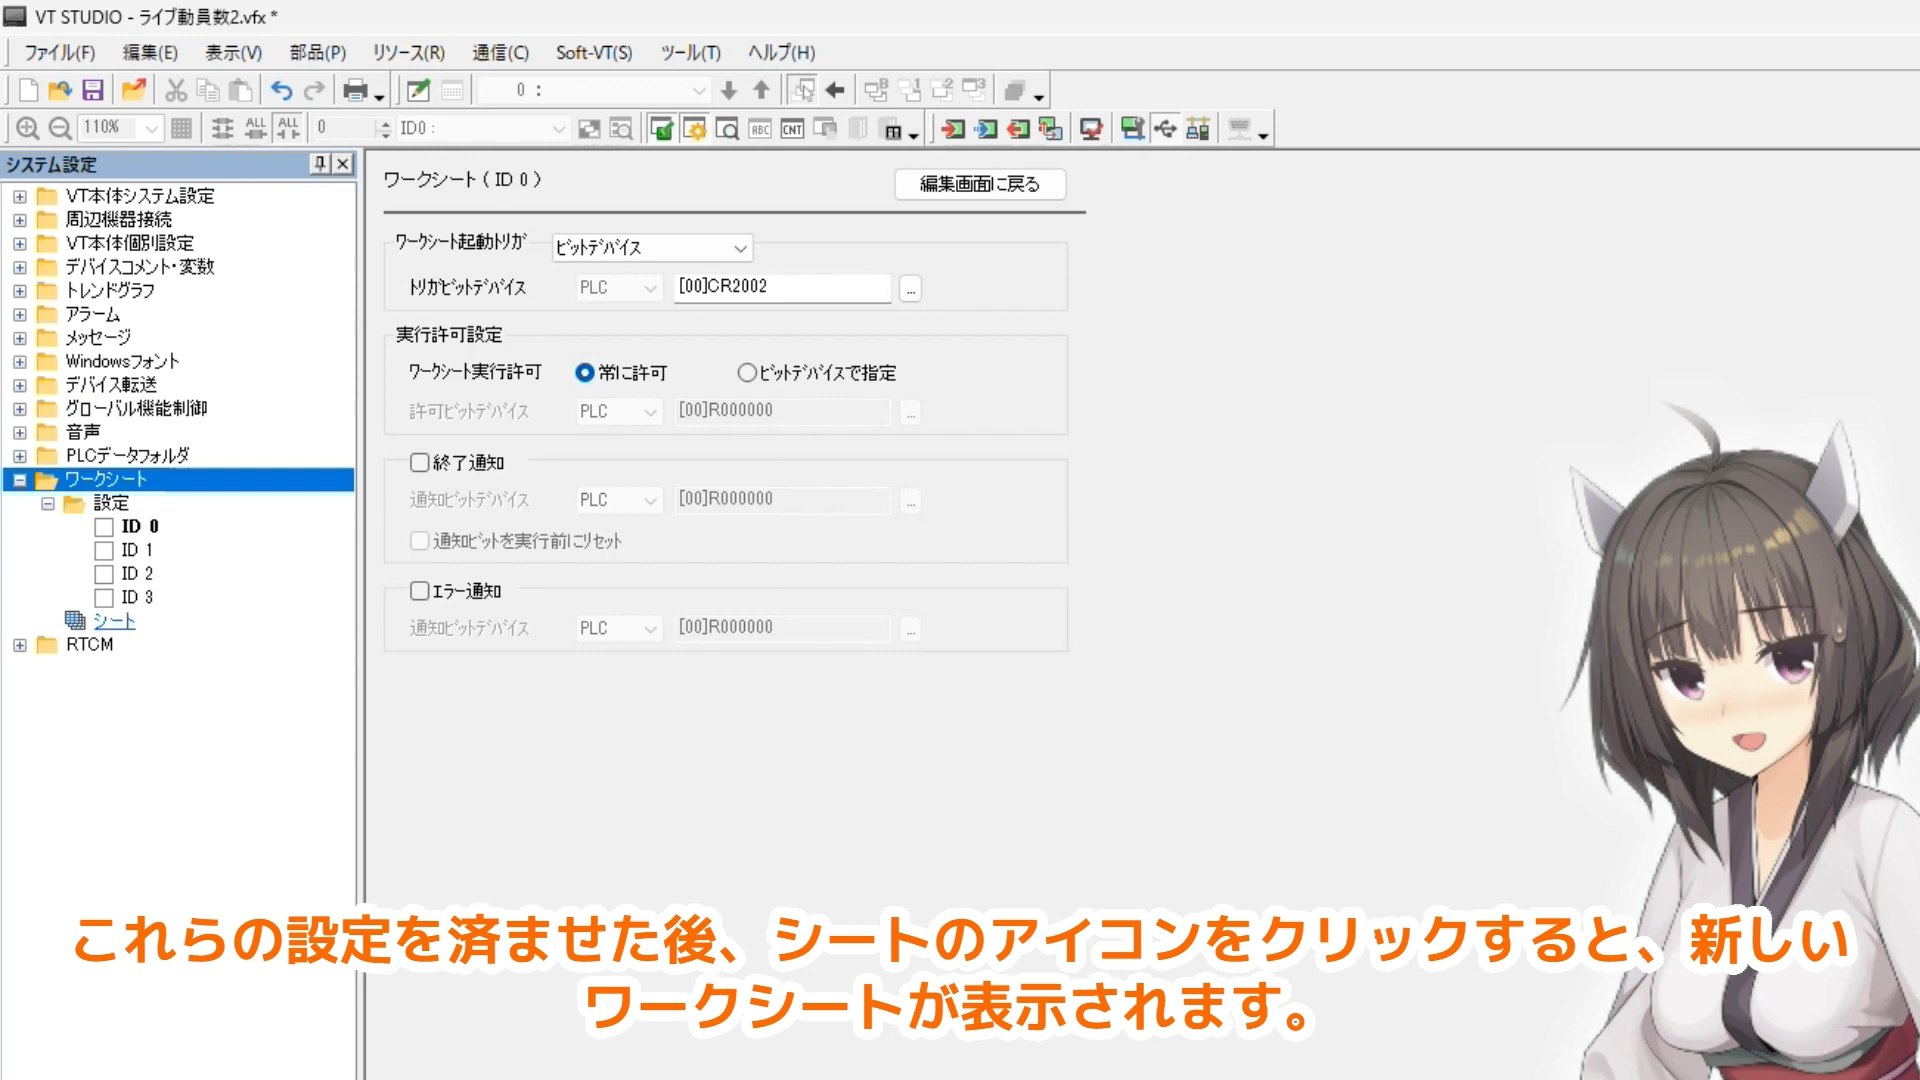 VT STUDIO - ライブ動員数2.vfx *
ファイル(F) 編集(E) 表示(V) 部品(P) リソース(R) 通信(C) Soft-VT(S) ツール(T) ヘルプ(H)
0 :
B 1 2 3
110% ALL ALL 0 ID0 : ABC CNT
システム設定
VT本体システム設定
周辺機器接続
VT本体個別設定
デバイスコメント・変数
トレンドグラフ
アラーム
メッセージ
Windowsフォント
デバイス転送
グローバル機能制御
音声
PLCデータフォルダ
ワークシート
設定
ID 0
ID 1
ID 2
ID 3
シート
RTCM
ワークシート ( ID 0 )
編集画面に戻る
ワークシート起動トリガ ビットデバイス
トリガビットデバイス PLC [00]CR2002 ...
実行許可設定
ワークシート実行許可 常に許可 ビットデバイスで指定
許可ビットデバイス PLC [00]R000000 ...
終了通知
通知ビットデバイス PLC [00]R000000 ...
通知ビットを実行前にリセット
エラー通知
通知ビットデバイス PLC [00]R000000 ...
これらの設定を済ませた後、シートのアイコンをクリックすると、新しい
ワークシートが表示されます。